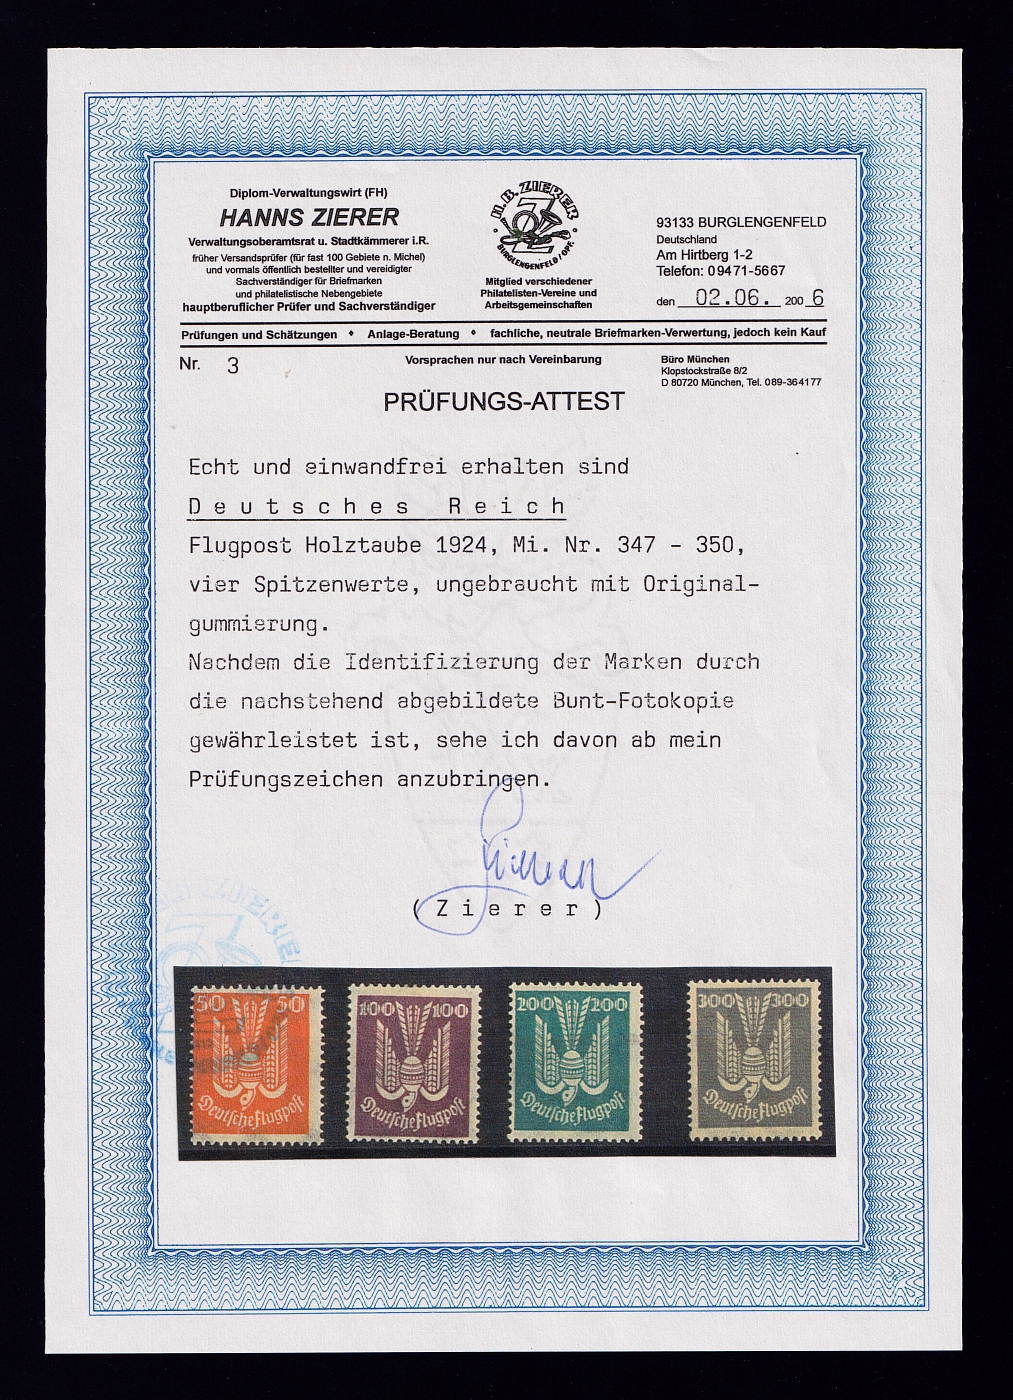 Diplom-Verwaltungswirt (FH)
HANNS ZIERER
Verwaltungsoberamtsrat u. Stadtkämmerer i.R.
früher Versandsprüfer (für fast 100 Gebiete n. Michel)
und vormals öffentlich bestellter und vereidigter
Sachverständiger für Briefmarken
und philatelistische Nebengebiete
hauptberuflicher Prüfer und Sachverständiger
H.B. ZIERER
BURGLENGENFELD/OPF.
Mitglied verschiedener
Philatelisten-Vereine und
Arbeitsgemeinschaften
93133 BURGLENGENFELD
Deutschland
Am Hirtberg 1-2
Telefon: 09471-5667
den 02.06. 200 6
Prüfungen und Schätzungen • Anlage-Beratung • fachliche, neutrale Briefmarken-Verwertung, jedoch kein Kauf
Nr. 3
Vorsprachen nur nach Vereinbarung
Büro München
Klopstockstraße 8/2
D 80720 München, Tel. 089-364177
PRÜFUNGS-ATTEST
Echt und einwandfrei erhalten sind
Deutsches Reich
Flugpost Holztaube 1924, Mi. Nr. 347 - 350,
vier Spitzenwerte, ungebraucht mit Original-
gummierung.
Nachdem die Identifizierung der Marken durch
die nachstehend abgebildete Bunt-Fotokopie
gewährleistet ist, sehe ich davon ab mein
Prüfungszeichen anzubringen.
(Zierer)
ZIERER
50 50
Deutsche Flugpost
100 100
Deutsche Flugpost
200 200
Deutsche Flugpost
300 300
Deutsche Flugpost